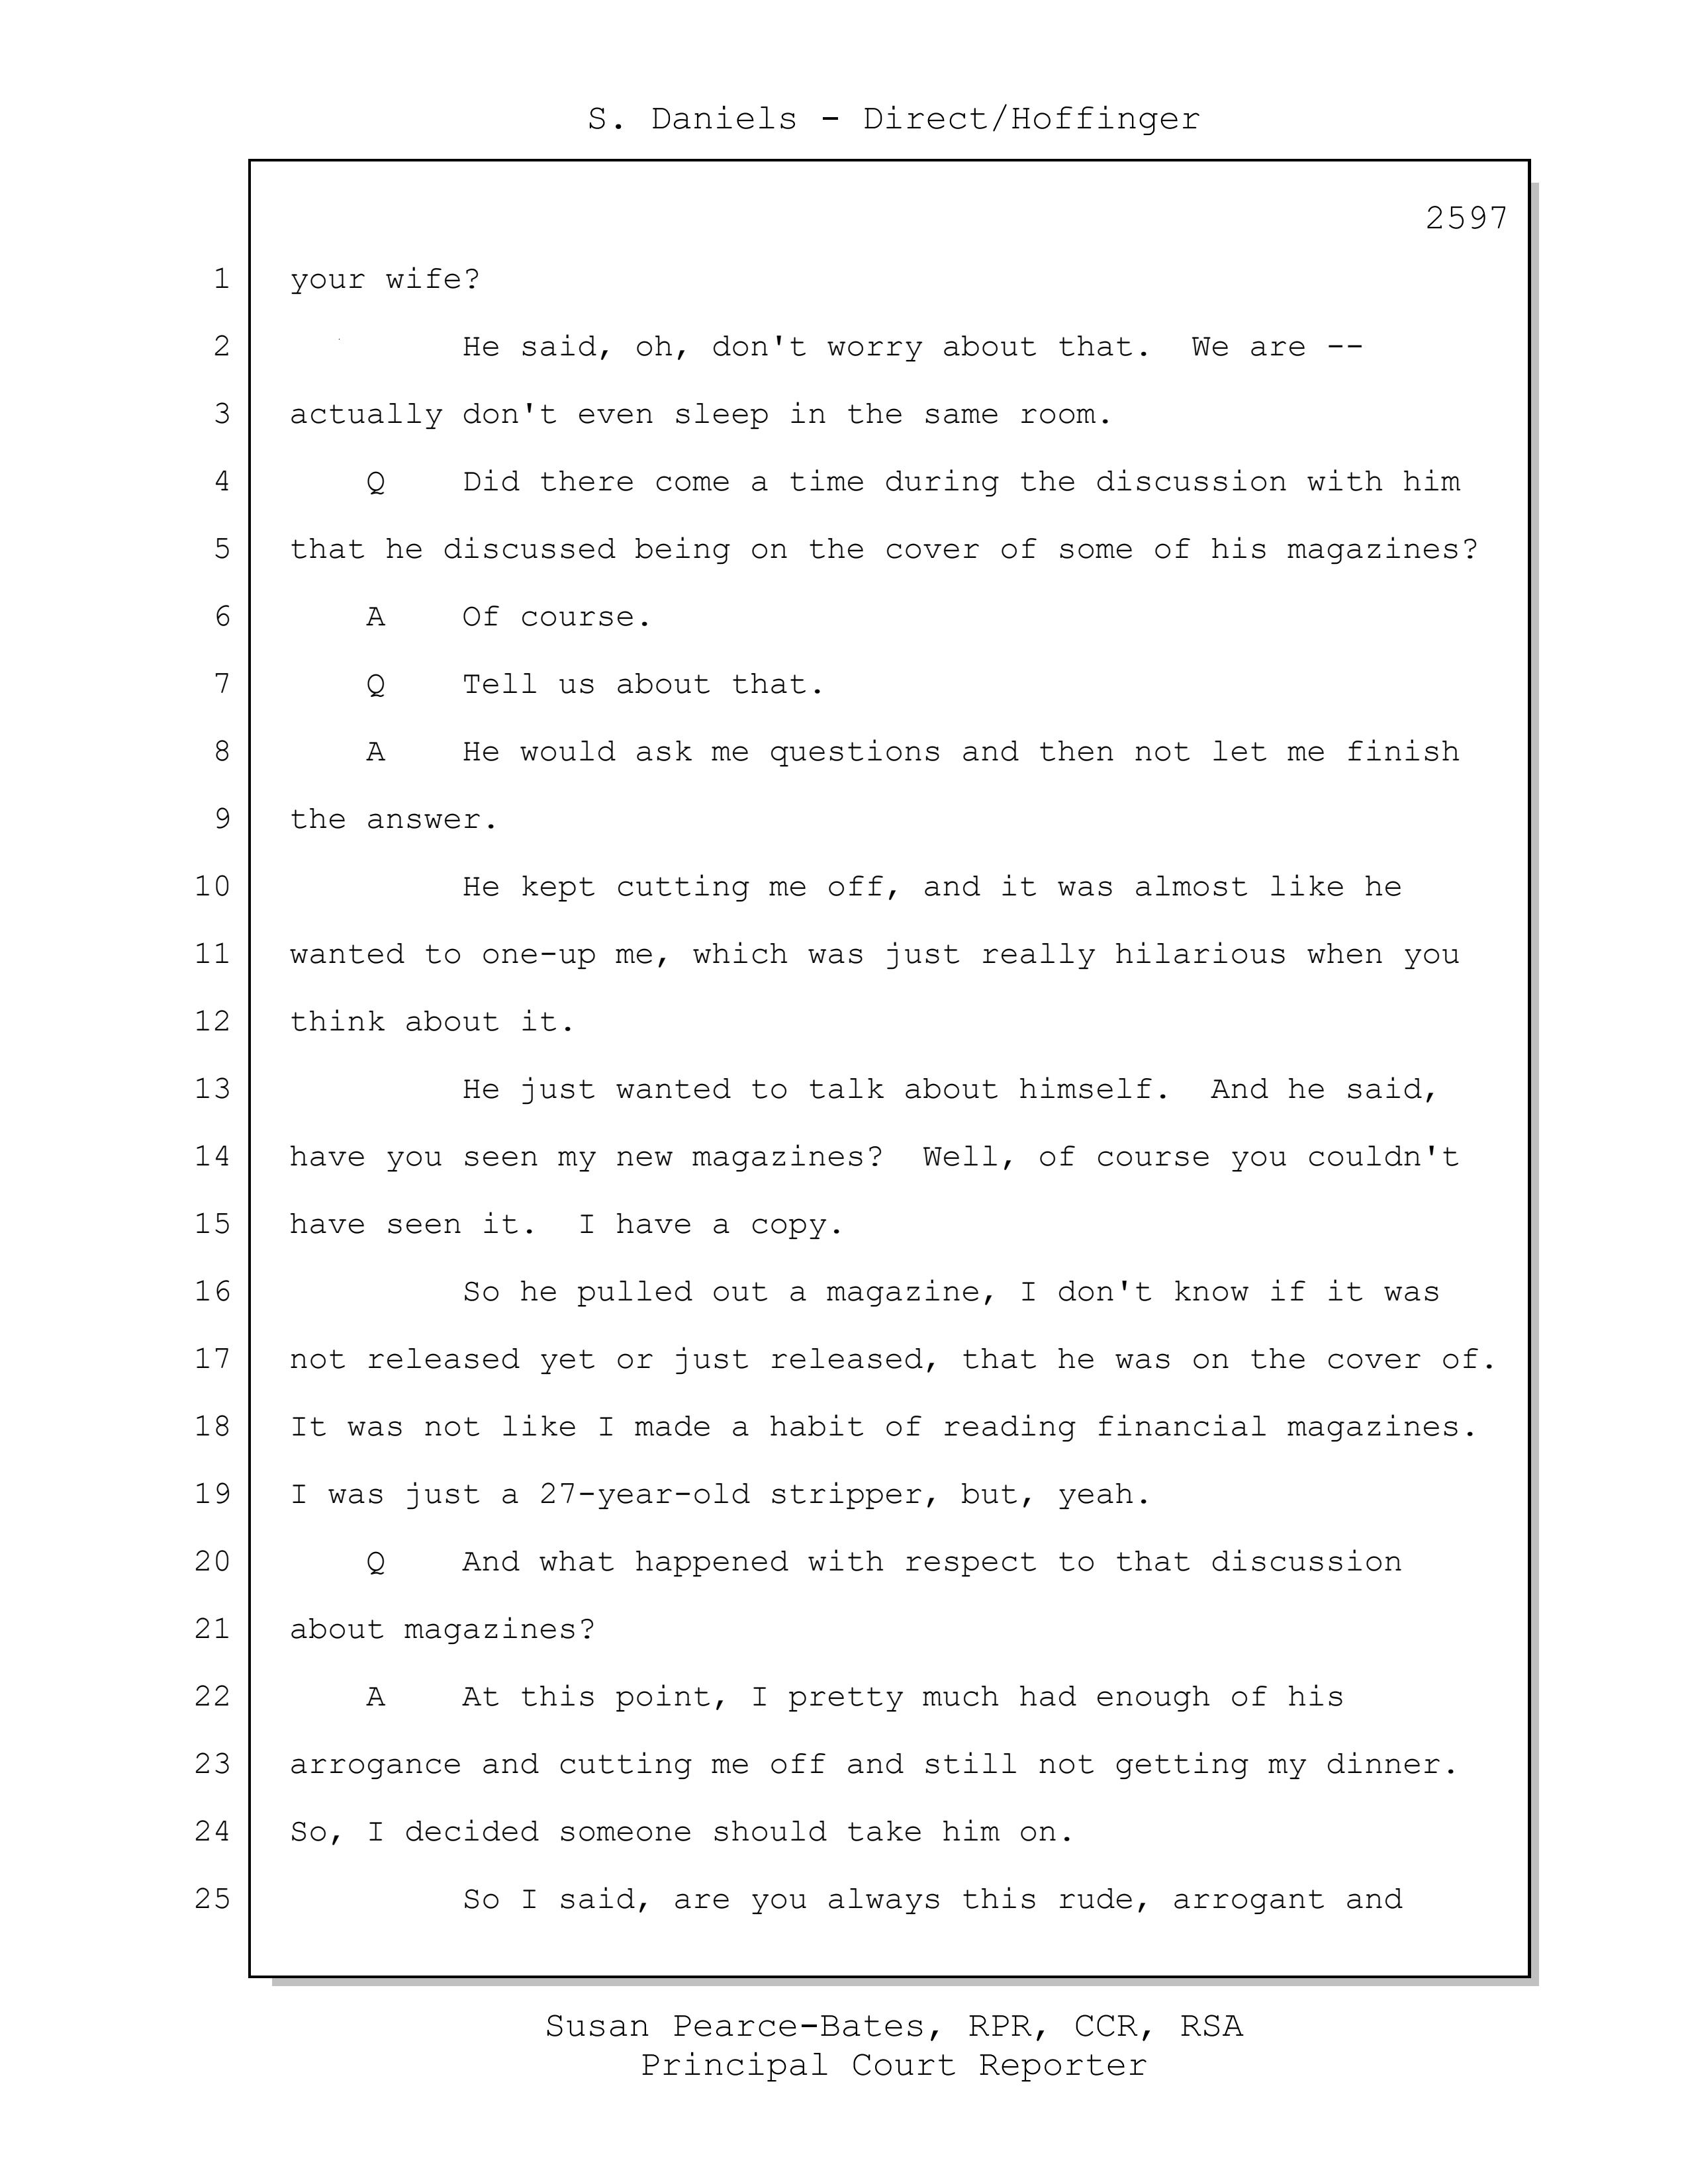 S. Daniels - Direct/Hoffinger
2597
1 your wife?
2 He said, oh, don't worry about that.  We are --
3 actually don't even sleep in the same room.
4 Q Did there come a time during the discussion with him
5 that he discussed being on the cover of some of his magazines?
6 A Of course.
7 Q Tell us about that.
8 A He would ask me questions and then not let me finish
9 the answer.
10 He kept cutting me off, and it was almost like he
11 wanted to one-up me, which was just really hilarious when you
12 think about it.
13 He just wanted to talk about himself.  And he said,
14 have you seen my new magazines?  Well, of course you couldn't
15 have seen it.  I have a copy.
16 So he pulled out a magazine, I don't know if it was
17 not released yet or just released, that he was on the cover of.
18 It was not like I made a habit of reading financial magazines.
19 I was just a 27-year-old stripper, but, yeah.
20 Q And what happened with respect to that discussion
21 about magazines?
22 A At this point, I pretty much had enough of his
23 arrogance and cutting me off and still not getting my dinner.
24 So, I decided someone should take him on.
25 So I said, are you always this rude, arrogant and
Susan Pearce-Bates, RPR, CCR, RSA
Principal Court Reporter